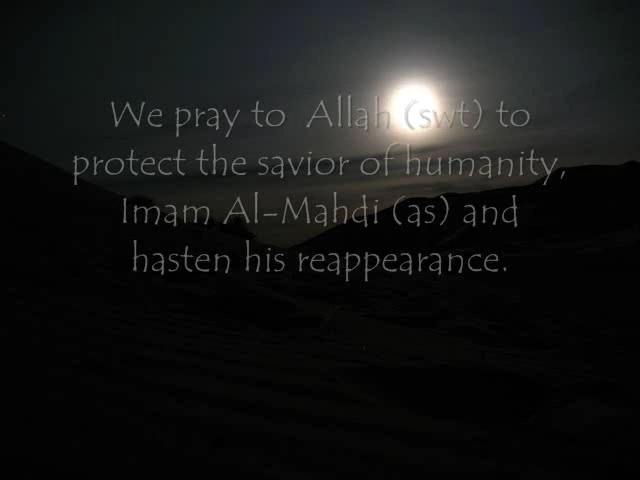 We pray to Allah (swt) to
protect the savior of humanity,
Imam Al-Mahdi (as) and
hasten his reappearance.